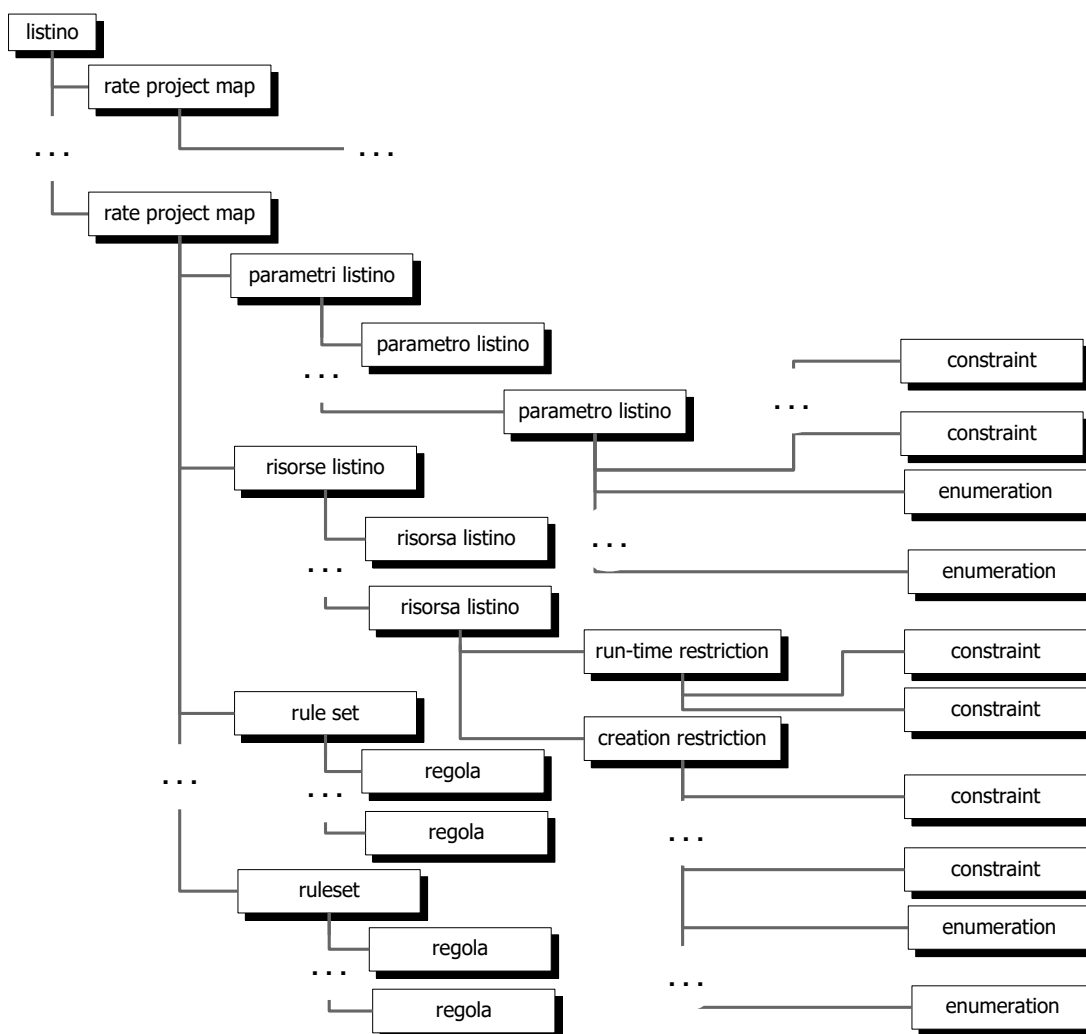 listino
rate project map
. . .
. . .
rate project map
parametri listino
parametro listino
constraint
. . .
parametro listino
. . .
constraint
risorse listino
enumeration
risorsa listino
. . .
. . .
enumeration
risorsa listino
run-time restriction
constraint
rule set
constraint
creation restriction
regola
. . .
. . .
constraint
regola
. . .
constraint
ruleset
enumeration
regola
. . .
. . .
regola
enumeration